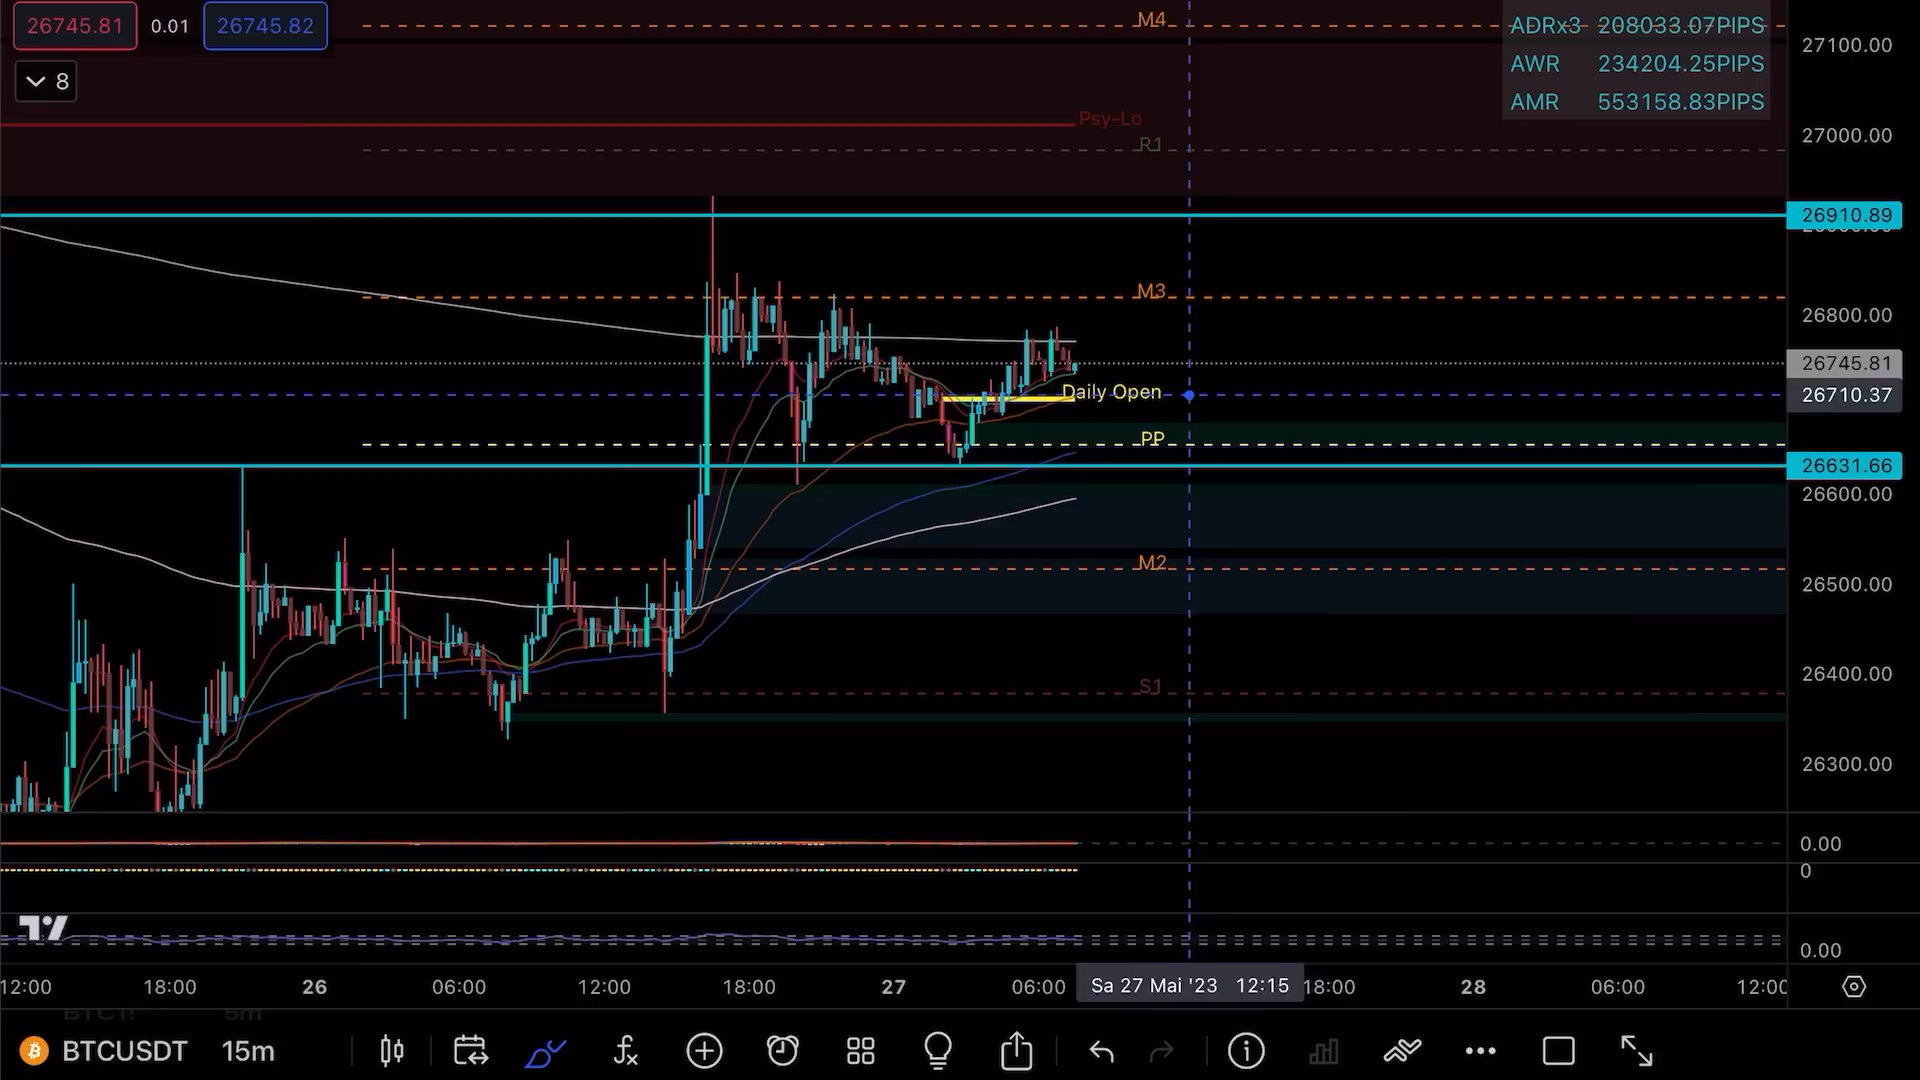 26745.81 0.01 26745.82
8
M4
ADRx3 208033.07PIPS
AWR 234204.25PIPS
AMR 553158.83PIPS
27100.00
Psy-Lo
27000.00
R1
26910.89
M3
26800.00
26745.81
Daily Open
26710.37
PP
26631.66
26600.00
M2
26500.00
S1
26400.00
26300.00
0.00
0
0.00
12:00 18:00 26 06:00 12:00 18:00 27 06:00 Sa 27 Mai '23 12:15 18:00 28 06:00 12:00
BTCUSDT 15m